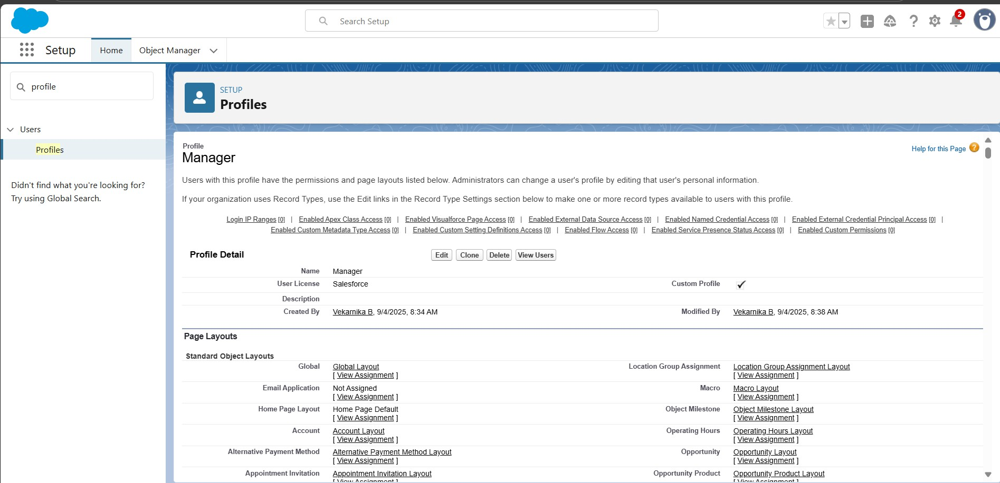 Search Setup
2
Setup
Home
Object Manager
profile
Users
Profiles
Didn't find what you're looking for?
Try using Global Search.
SETUP
Profiles
Profile
Manager
Help for this Page ?
Users with this profile have the permissions and page layouts listed below. Administrators can change a user's profile by editing that user's personal information.
If your organization uses Record Types, use the Edit links in the Record Type Settings section below to make one or more record types available to users with this profile.
Login IP Ranges [0] | Enabled Apex Class Access [0] | Enabled Visualforce Page Access [0] | Enabled External Data Source Access [0] | Enabled Named Credential Access [0] | Enabled External Credential Principal Access [0] |
Enabled Custom Metadata Type Access [0] | Enabled Custom Setting Definitions Access [0] | Enabled Flow Access [0] | Enabled Service Presence Status Access [0] | Enabled Custom Permissions [0]
Profile Detail Edit Clone Delete View Users
Name Manager
User License Salesforce Custom Profile
Description
Created By Vekarnika B, 9/4/2025, 8:34 AM Modified By Vekarnika B, 9/4/2025, 8:38 AM
Page Layouts
Standard Object Layouts
Global Global Layout Location Group Assignment Location Group Assignment Layout
[ View Assignment ] [ View Assignment ]
Email Application Not Assigned Macro Macro Layout
[ View Assignment ] [ View Assignment ]
Home Page Layout Home Page Default Object Milestone Object Milestone Layout
[ View Assignment ] [ View Assignment ]
Account Account Layout Operating Hours Operating Hours Layout
[ View Assignment ] [ View Assignment ]
Alternative Payment Method Alternative Payment Method Layout Opportunity Opportunity Layout
[ View Assignment ] [ View Assignment ]
Appointment Invitation Appointment Invitation Layout Opportunity Product Opportunity Product Layout
[ View Assignment ] [ View Assignment ]